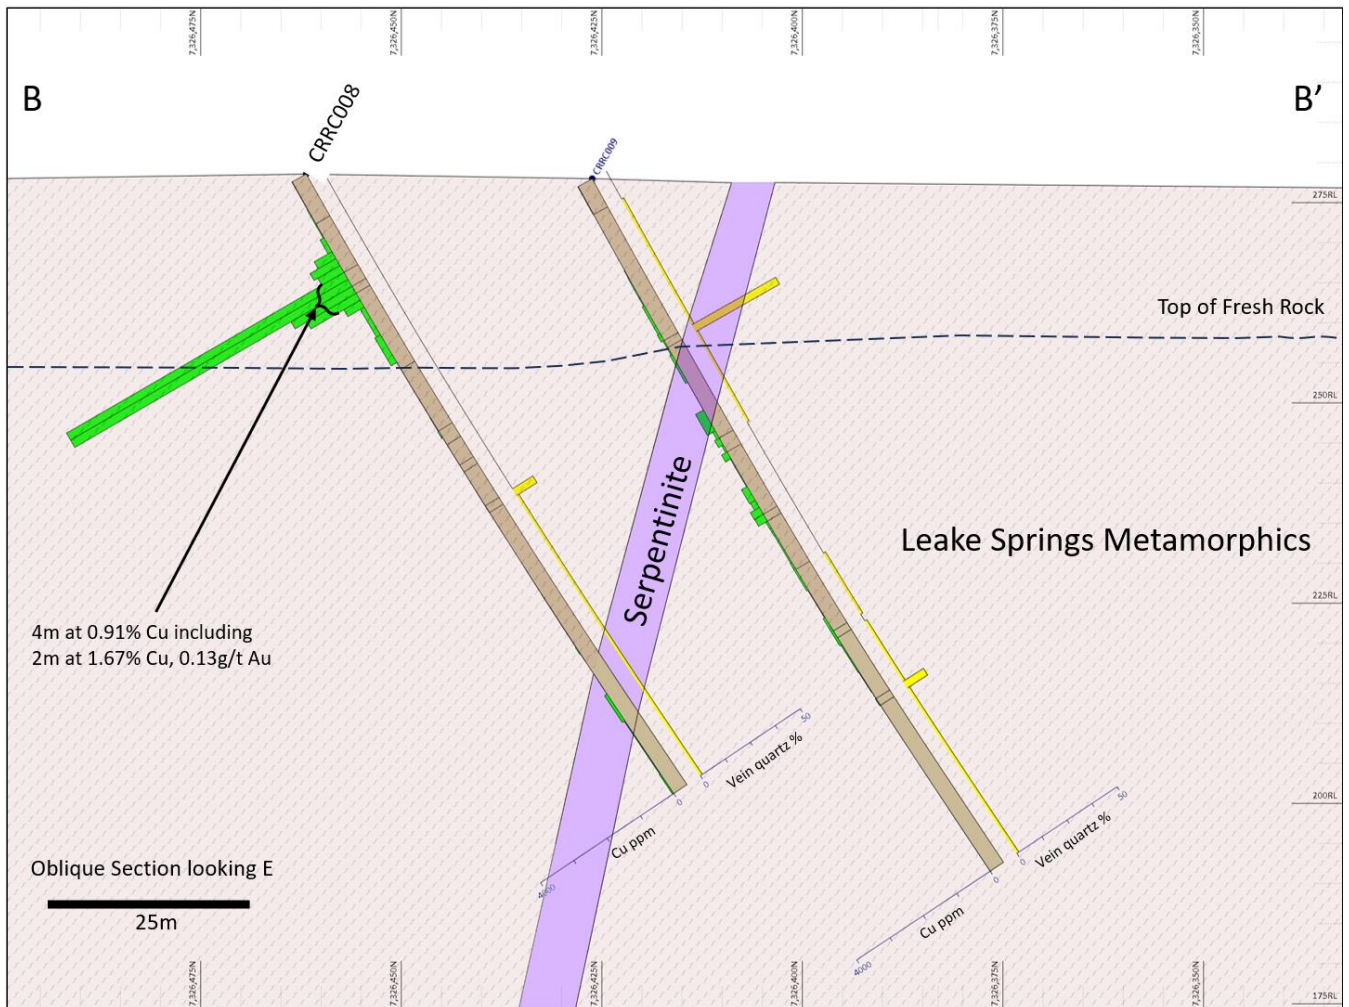 7,326,475N
7,326,450N
7,326,425N
7,326,400N
7,326,375N
7,326,350N
B
B’
CRRC008
CRRC009
275RL
Top of Fresh Rock
250RL
Serpentinite
Leake Springs Metamorphics
225RL
4m at 0.91% Cu including
2m at 1.67% Cu, 0.13g/t Au
50
Vein quartz %
0
0
Cu ppm
4000
200RL
50
Vein quartz %
0
0
Cu ppm
4000
Oblique Section looking E
25m
7,326,475N
7,326,450N
7,326,425N
7,326,400N
7,326,375N
7,326,350N
175RL